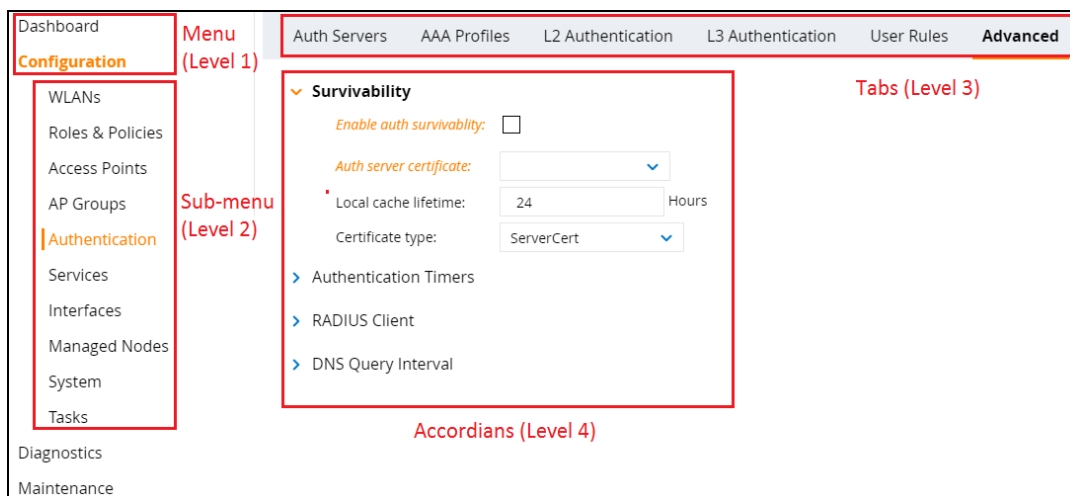 Dashboard
Configuration
Menu
(Level 1)
WLANs
Roles & Policies
Access Points
AP Groups
Authentication
Services
Interfaces
Managed Nodes
System
Tasks
Sub-menu
(Level 2)
Diagnostics
Maintenance
Auth Servers AAA Profiles L2 Authentication L3 Authentication User Rules Advanced
Tabs (Level 3)
Survivability
Enable auth survivablity:
Auth server certificate:
Local cache lifetime: 24 Hours
Certificate type: ServerCert
Authentication Timers
RADIUS Client
DNS Query Interval
Accordians (Level 4)